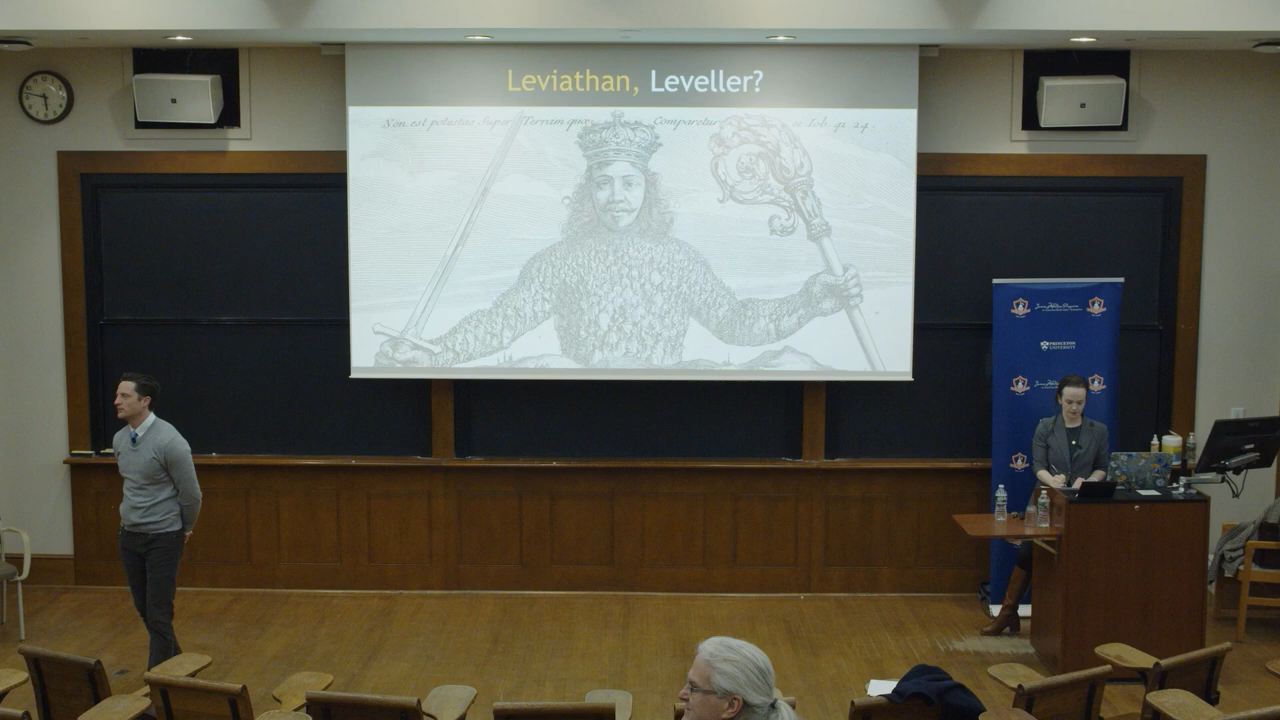 Leviathan, Leveller?
Non est potestas Super Terram quæ Comparetur ei Iob. 41. 24.
PRINCETON
UNIVERSITY